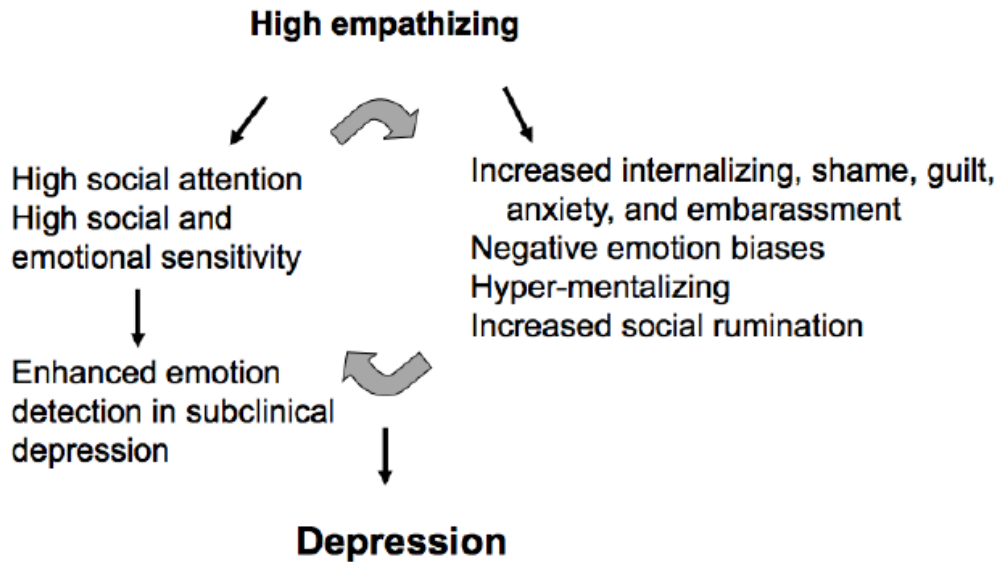 High empathizing
High social attention
High social and
emotional sensitivity
Increased internalizing, shame, guilt,
anxiety, and embarassment
Negative emotion biases
Hyper-mentalizing
Increased social rumination
Enhanced emotion
detection in subclinical
depression
Depression